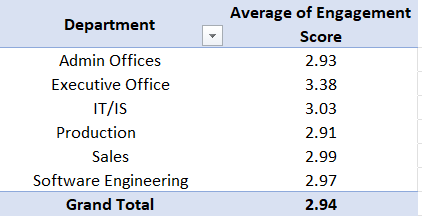 Department Average of Engagement Score
Admin Offices 2.93
Executive Office 3.38
IT/IS 3.03
Production 2.91
Sales 2.99
Software Engineering 2.97
Grand Total 2.94